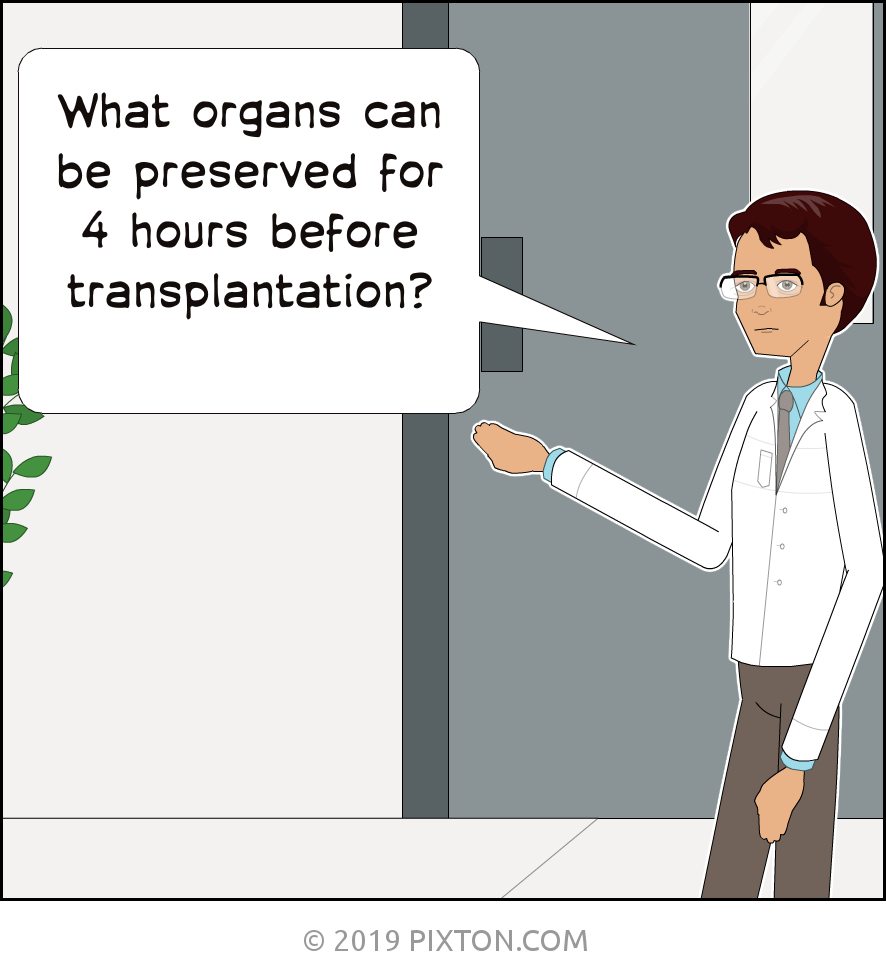 What organs can
be preserved for
4 hours before
transplantation?
© 2019 PIXTON.COM